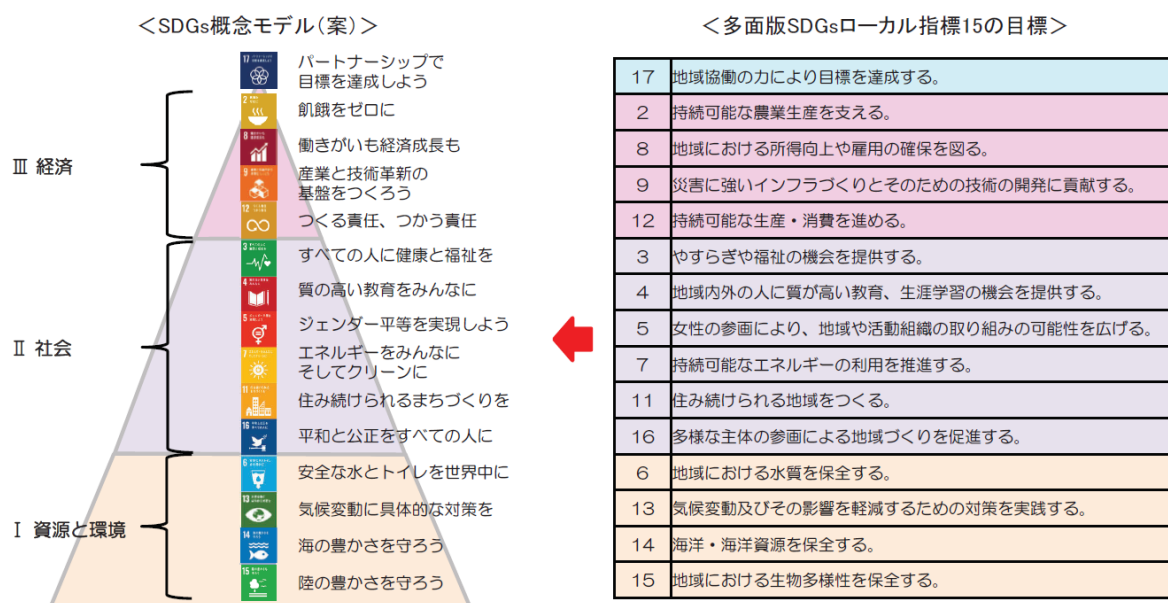 <SDGs概念モデル(案)>
17
パートナーシップで
目標を達成しよう
Ⅲ 経済
2
飢餓をゼロに
8
働きがいも経済成長も
9
産業と技術革新の
基盤をつくろう
12
つくる責任、つかう責任
Ⅱ 社会
3
すべての人に健康と福祉を
4
質の高い教育をみんなに
5
ジェンダー平等を実現しよう
7
エネルギーをみんなに
そしてクリーンに
11
住み続けられるまちづくりを
16
平和と公正をすべての人に
Ⅰ 資源と環境
6
安全な水とトイレを世界中に
13
気候変動に具体的な対策を
14
海の豊かさを守ろう
15
陸の豊かさを守ろう
<多面版SDGsローカル指標15の目標>
17 地域協働の力により目標を達成する。
2 持続可能な農業生産を支える。
8 地域における所得向上や雇用の確保を図る。
9 災害に強いインフラづくりとそのための技術の開発に貢献する。
12 持続可能な生産・消費を進める。
3 やすらぎや福祉の機会を提供する。
4 地域内外の人に質が高い教育、生涯学習の機会を提供する。
5 女性の参画により、地域や活動組織の取り組みの可能性を広げる。
7 持続可能なエネルギーの利用を推進する。
11 住み続けられる地域をつくる。
16 多様な主体の参画による地域づくりを促進する。
6 地域における水質を保全する。
13 気候変動及びその影響を軽減するための対策を実践する。
14 海洋・海洋資源を保全する。
15 地域における生物多様性を保全する。